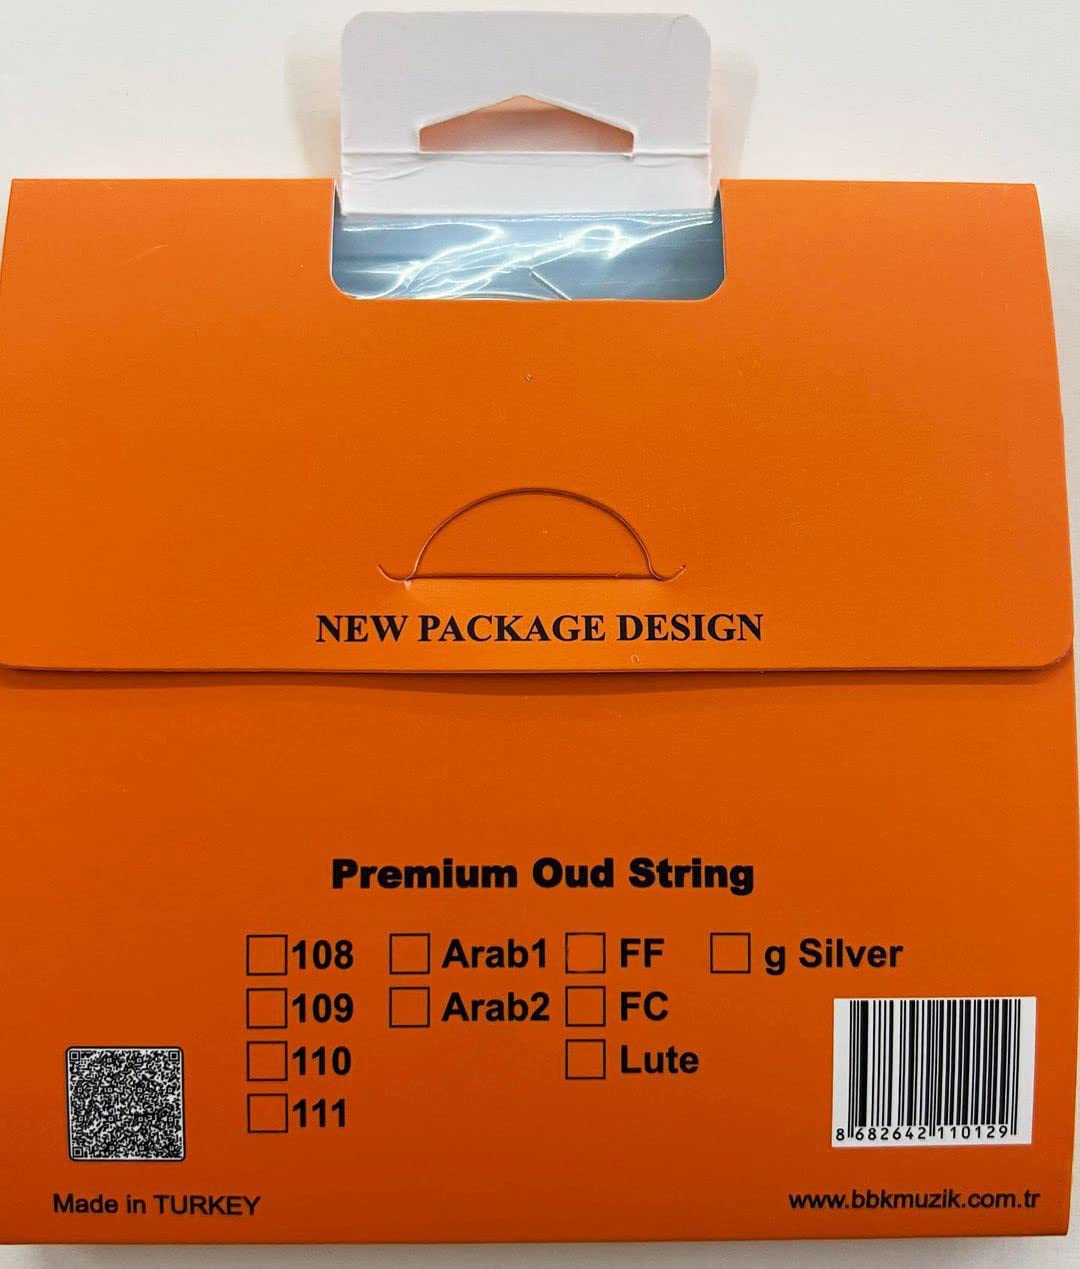 NEW PACKAGE DESIGN
Premium Oud String
108 Arab1 FF g Silver
109 Arab2 FC
110 Lute
111
8 682642 110129
Made in TURKEY www.bbkmuzik.com.tr